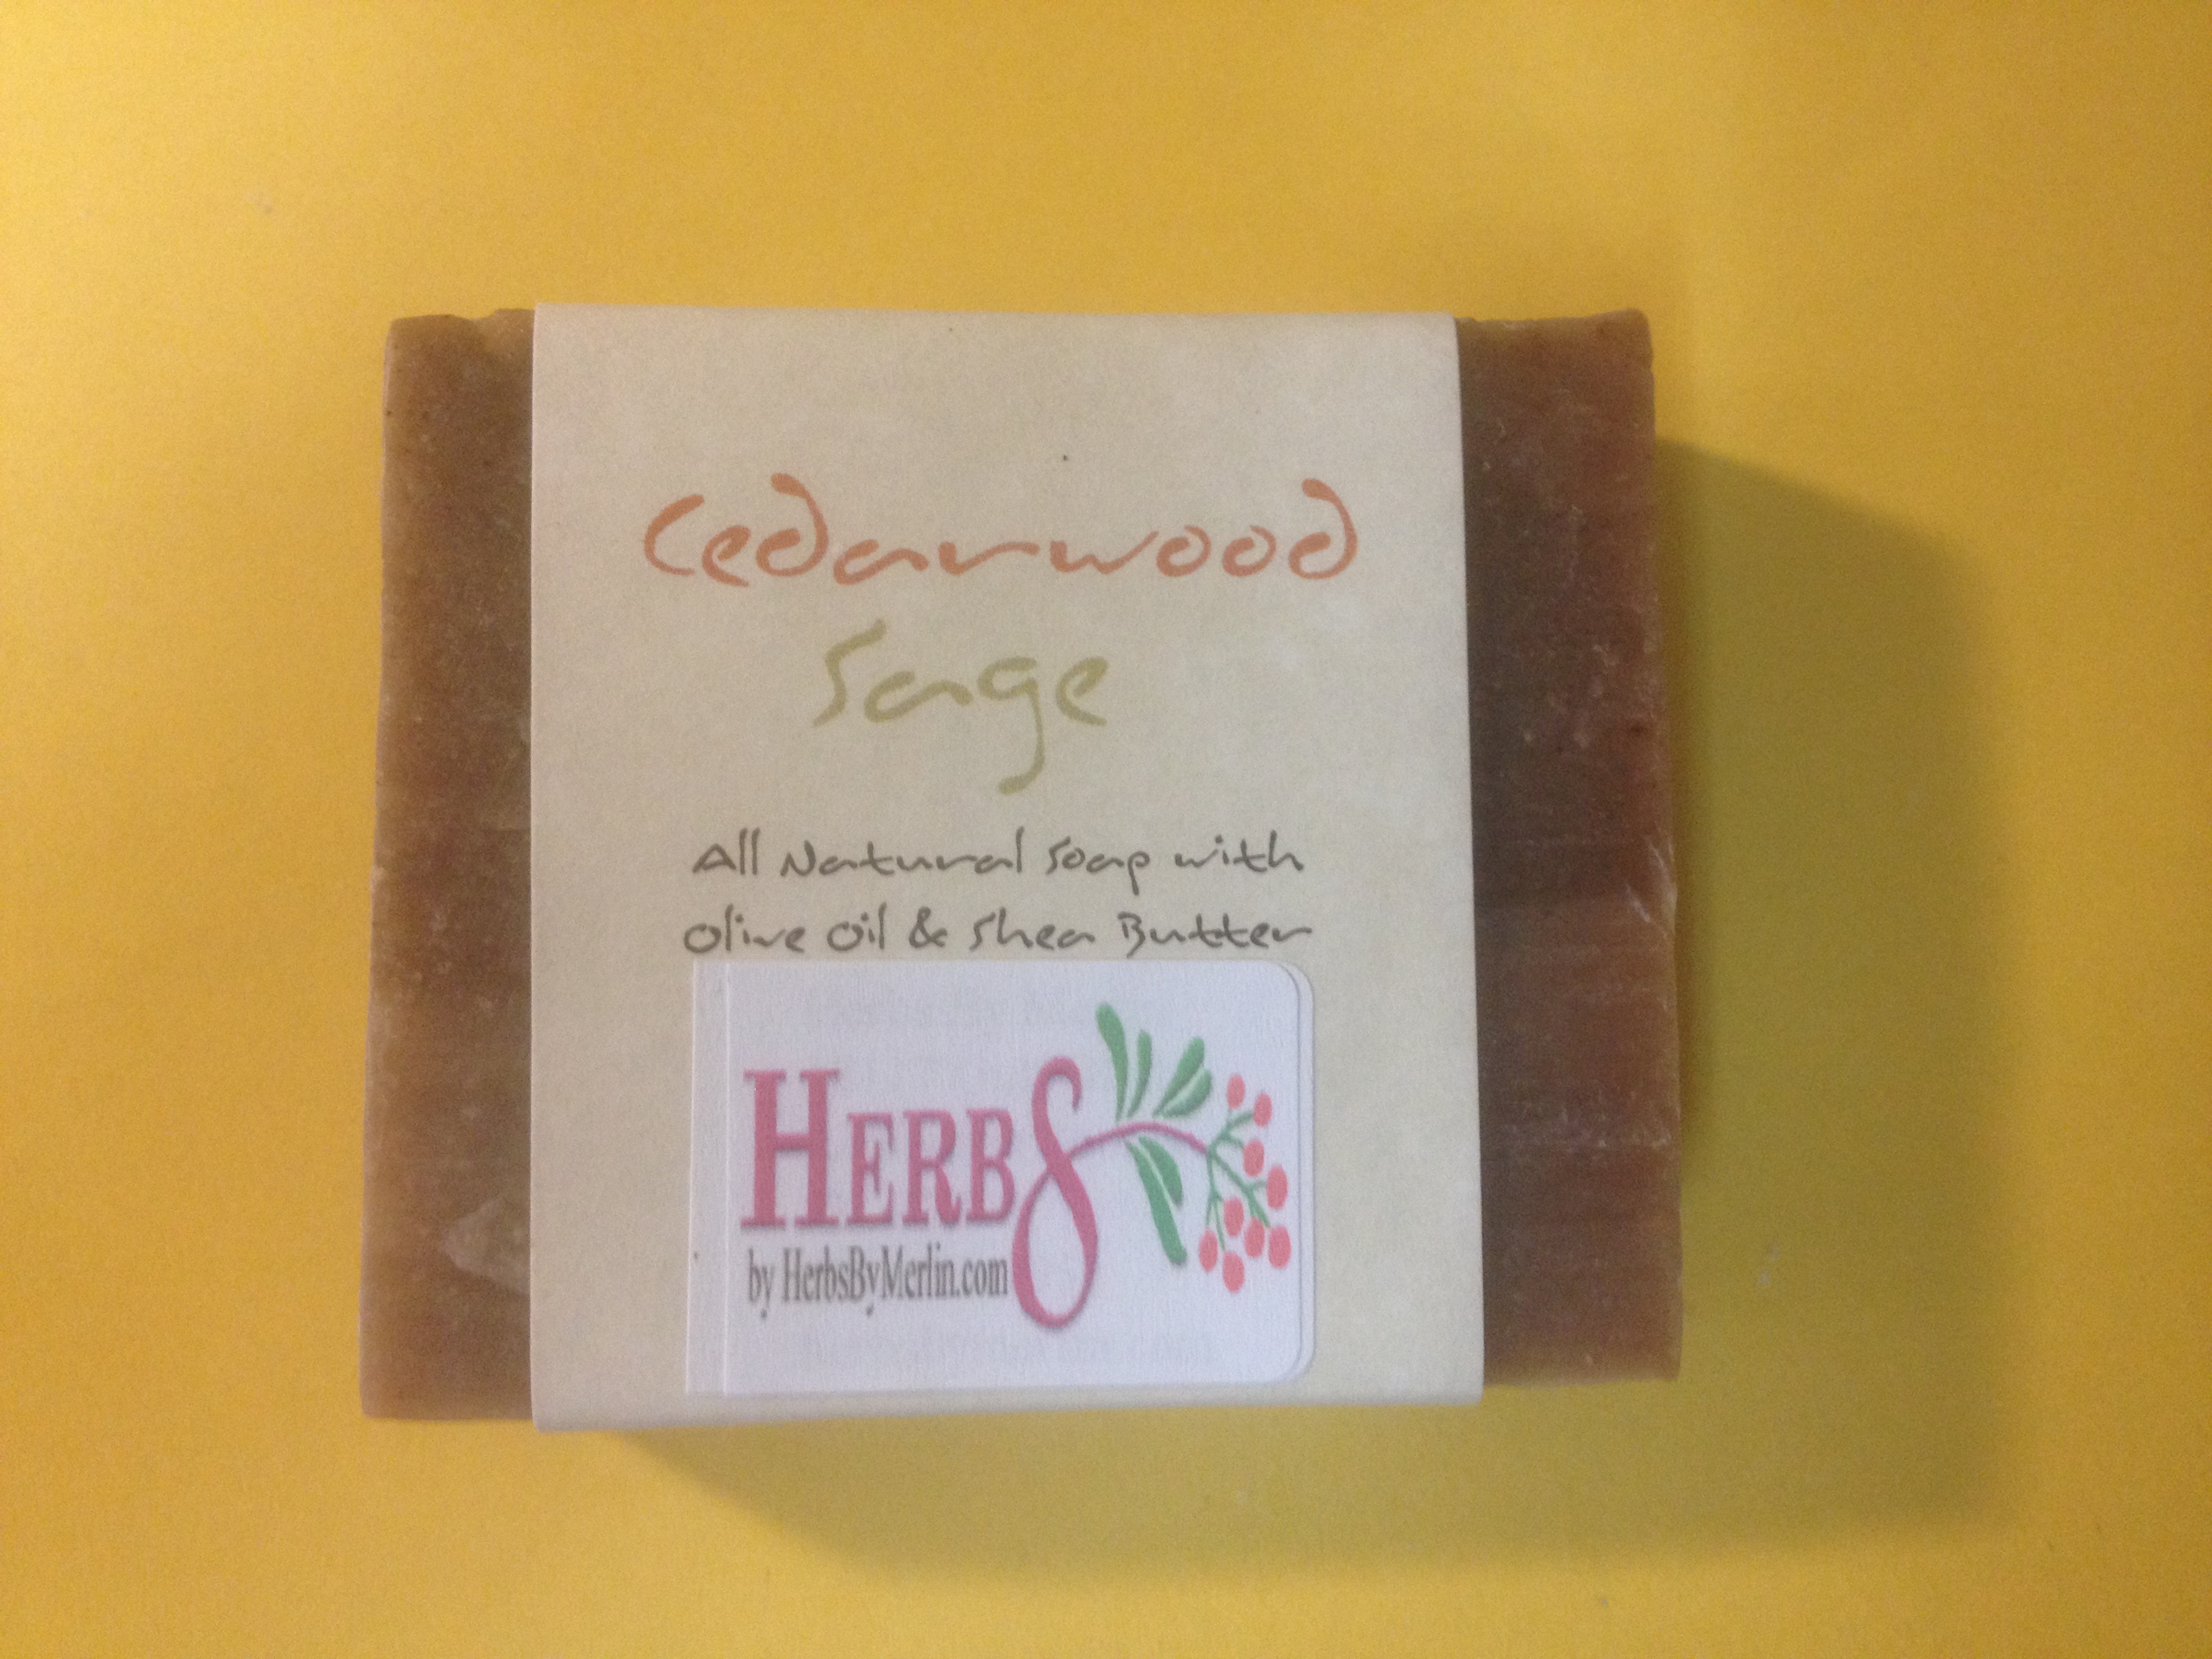 Cedarwood
Sage
All Natural Soap with
Olive Oil & Shea Butter
HERBS
by HerbsByMerlin.com